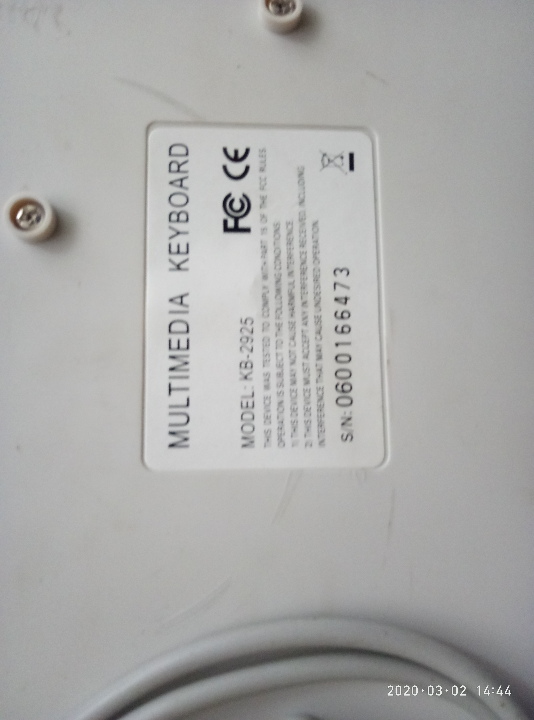 MULTIMEDIA KEYBOARD
MODEL: KB-2925
FC CE
THIS DEVICE WAS TESTED TO COMPLY WITH PART 15 OF THE FCC RULES
OPERATION IS SUBJECT TO THE FOLLOWING CONDITIONS
1) THIS DEVICE MAY NOT CAUSE HARMFUL INTERFERENCE
2) THIS DEVICE MUST ACCEPT ANY INTERFERENCE RECEIVED, INCLUDING
INTERFERENCE THAT MAY CAUSE UNDESIRED OPERATION.
S/N: 0600166473
2020·03·02 14:44